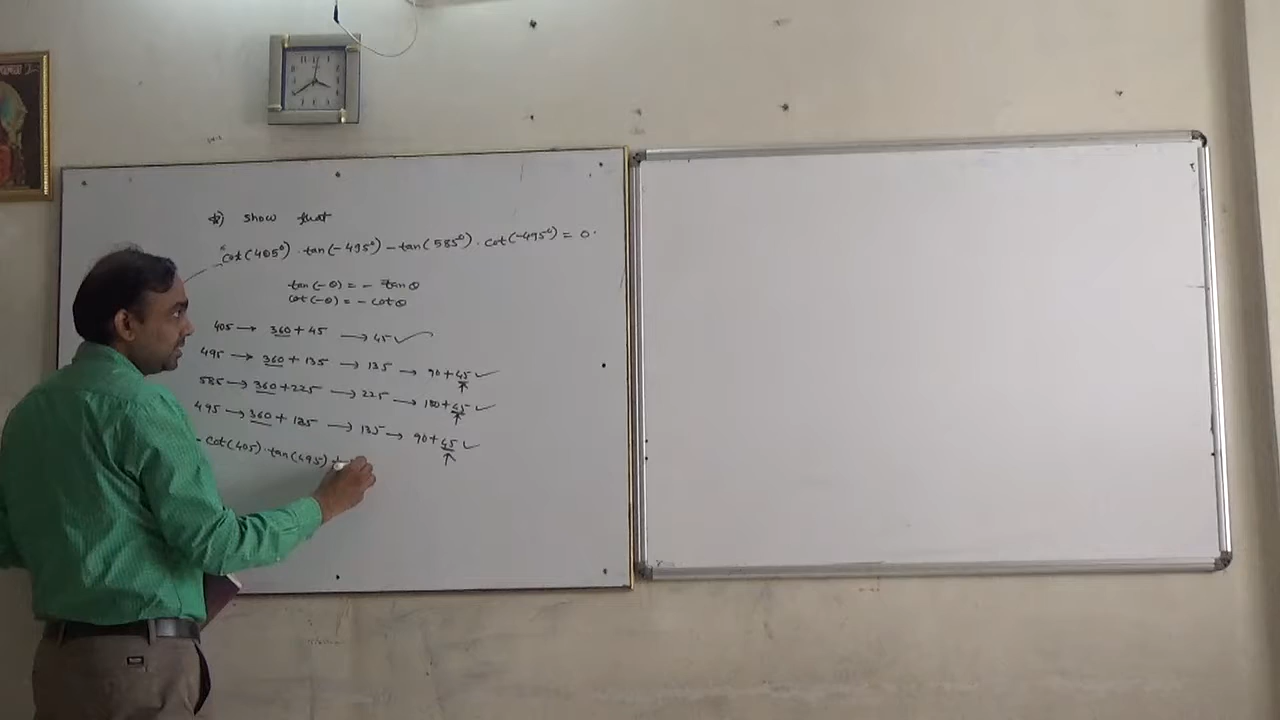 *) show that
cot(405°) · tan(-495°) - tan(585°) · cot(-495°) = 0.
tan(-θ) = - tanθ
cot(-θ) = - cotθ
405 → 360 + 45 → 45 ✓
495 → 360 + 135 → 135 → 90+45 ✓
585 → 360 + 225 → 225 → 180+45 ✓
495 → 360 + 135 → 135 → 90+45 ✓
- cot(405) · tan(495) +